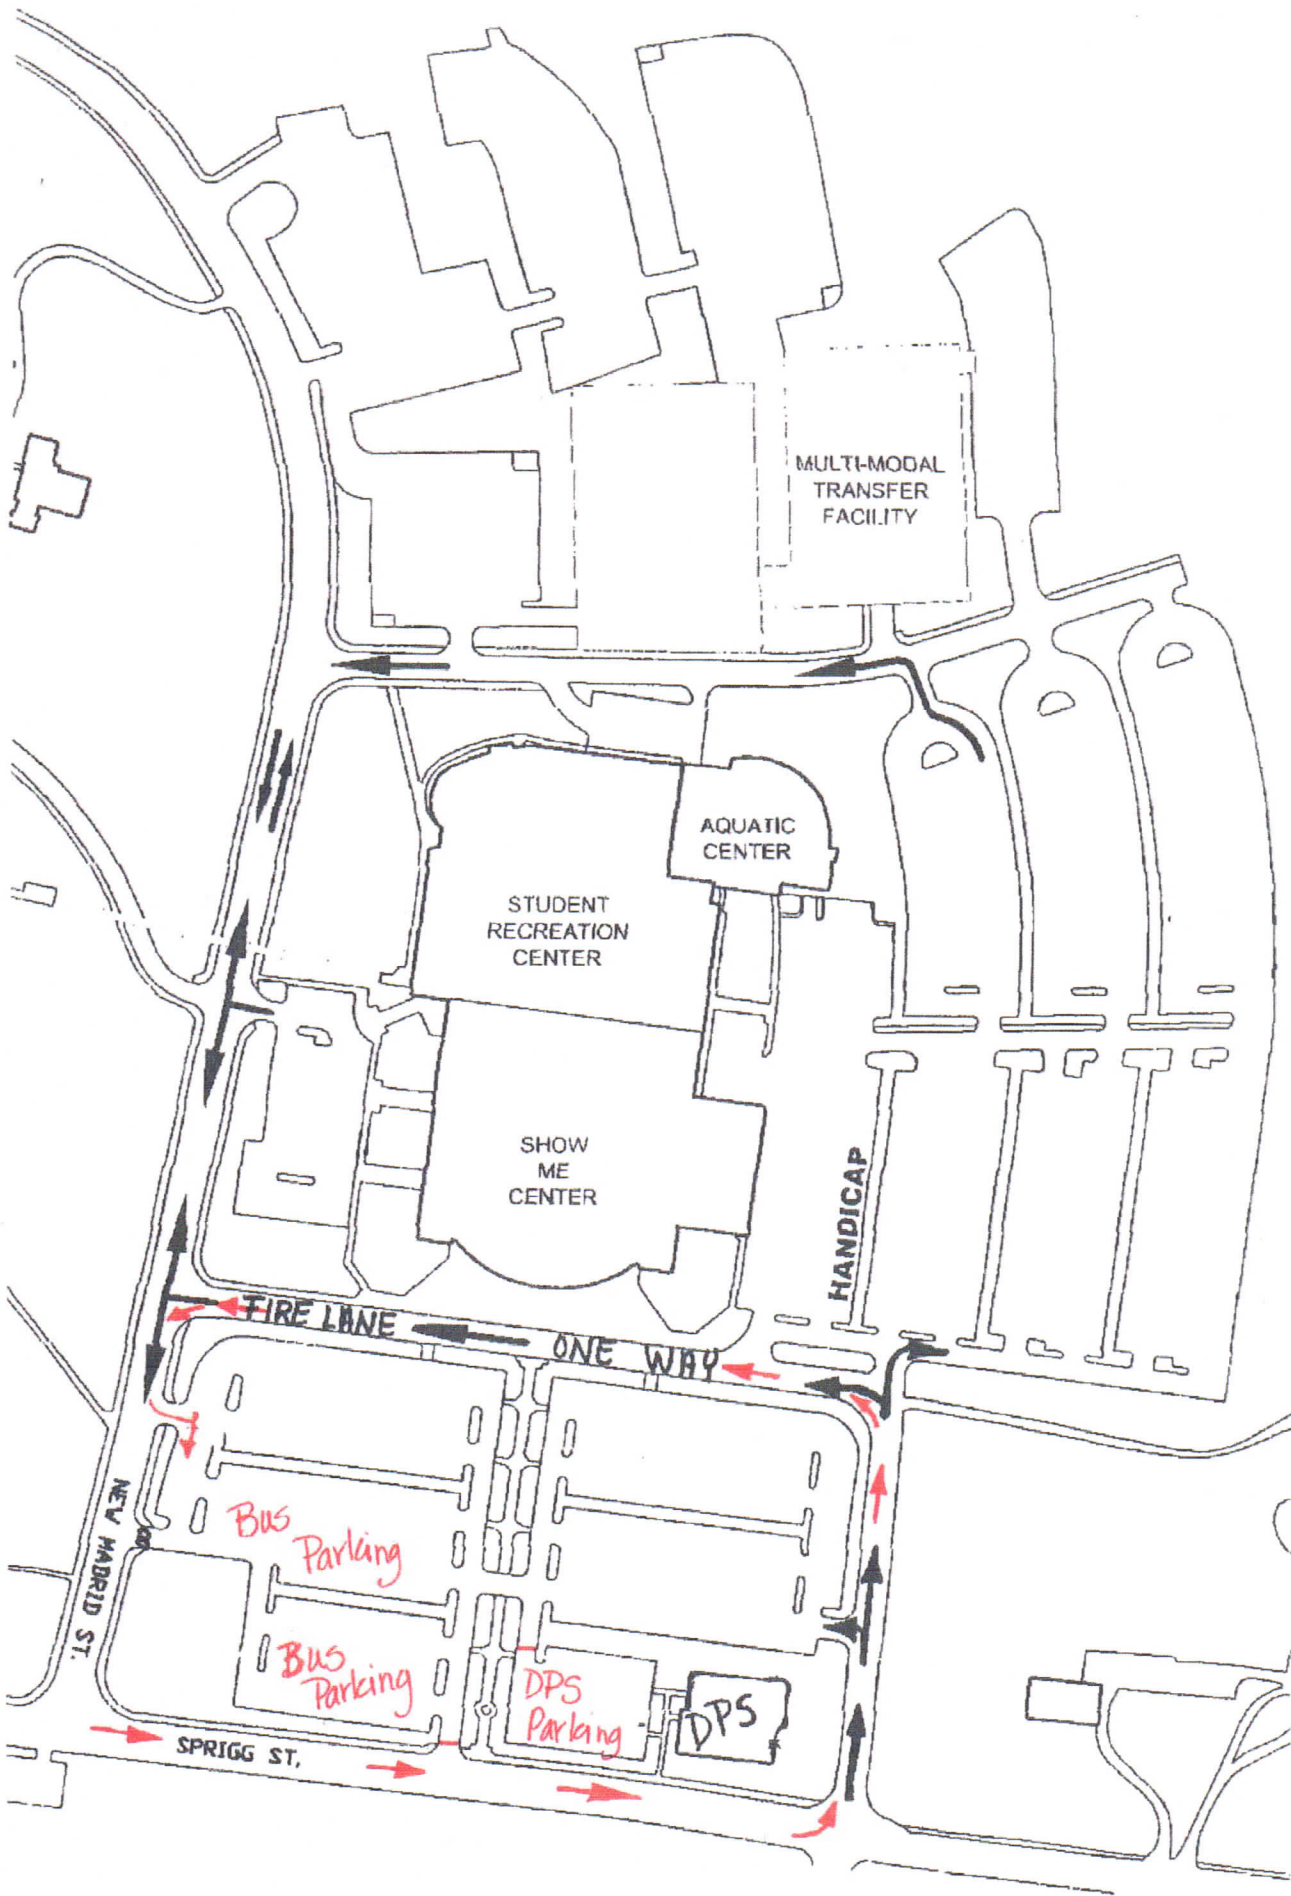 MULTI-MODAL
TRANSFER
FACILITY
AQUATIC
CENTER
STUDENT
RECREATION
CENTER
SHOW
ME
CENTER
HANDICAP
FIRE LANE
ONE WAY
NEW MADRID ST.
Bus
Parking
Bus
Parking
DPS
Parking
DPS
SPRIGG ST.